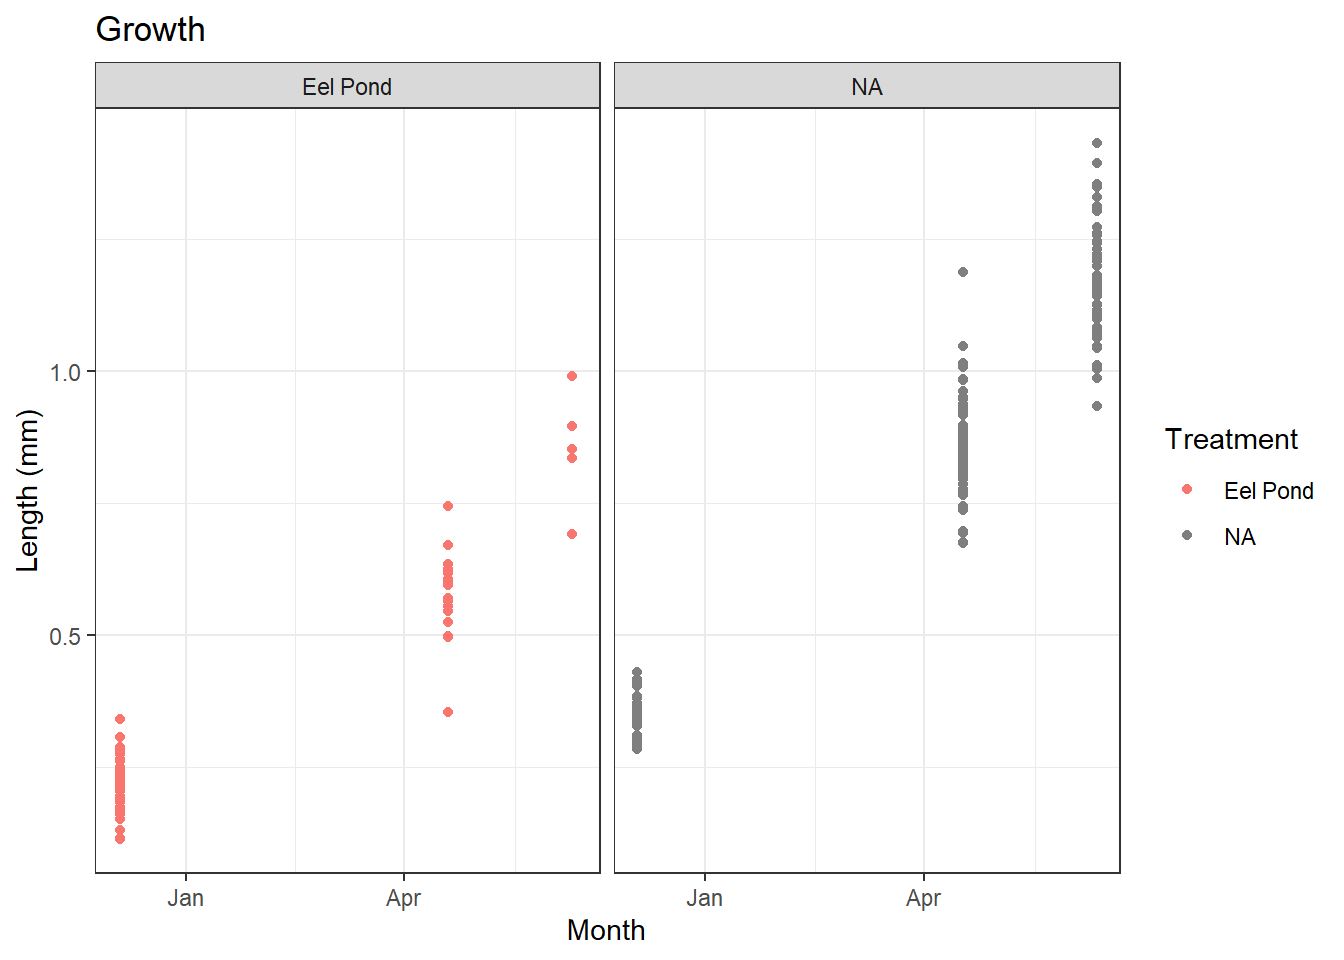 Growth
Eel Pond
NA
1.0
0.5
Length (mm)
Jan
Apr
Jan
Apr
Month
Treatment
Eel Pond
NA